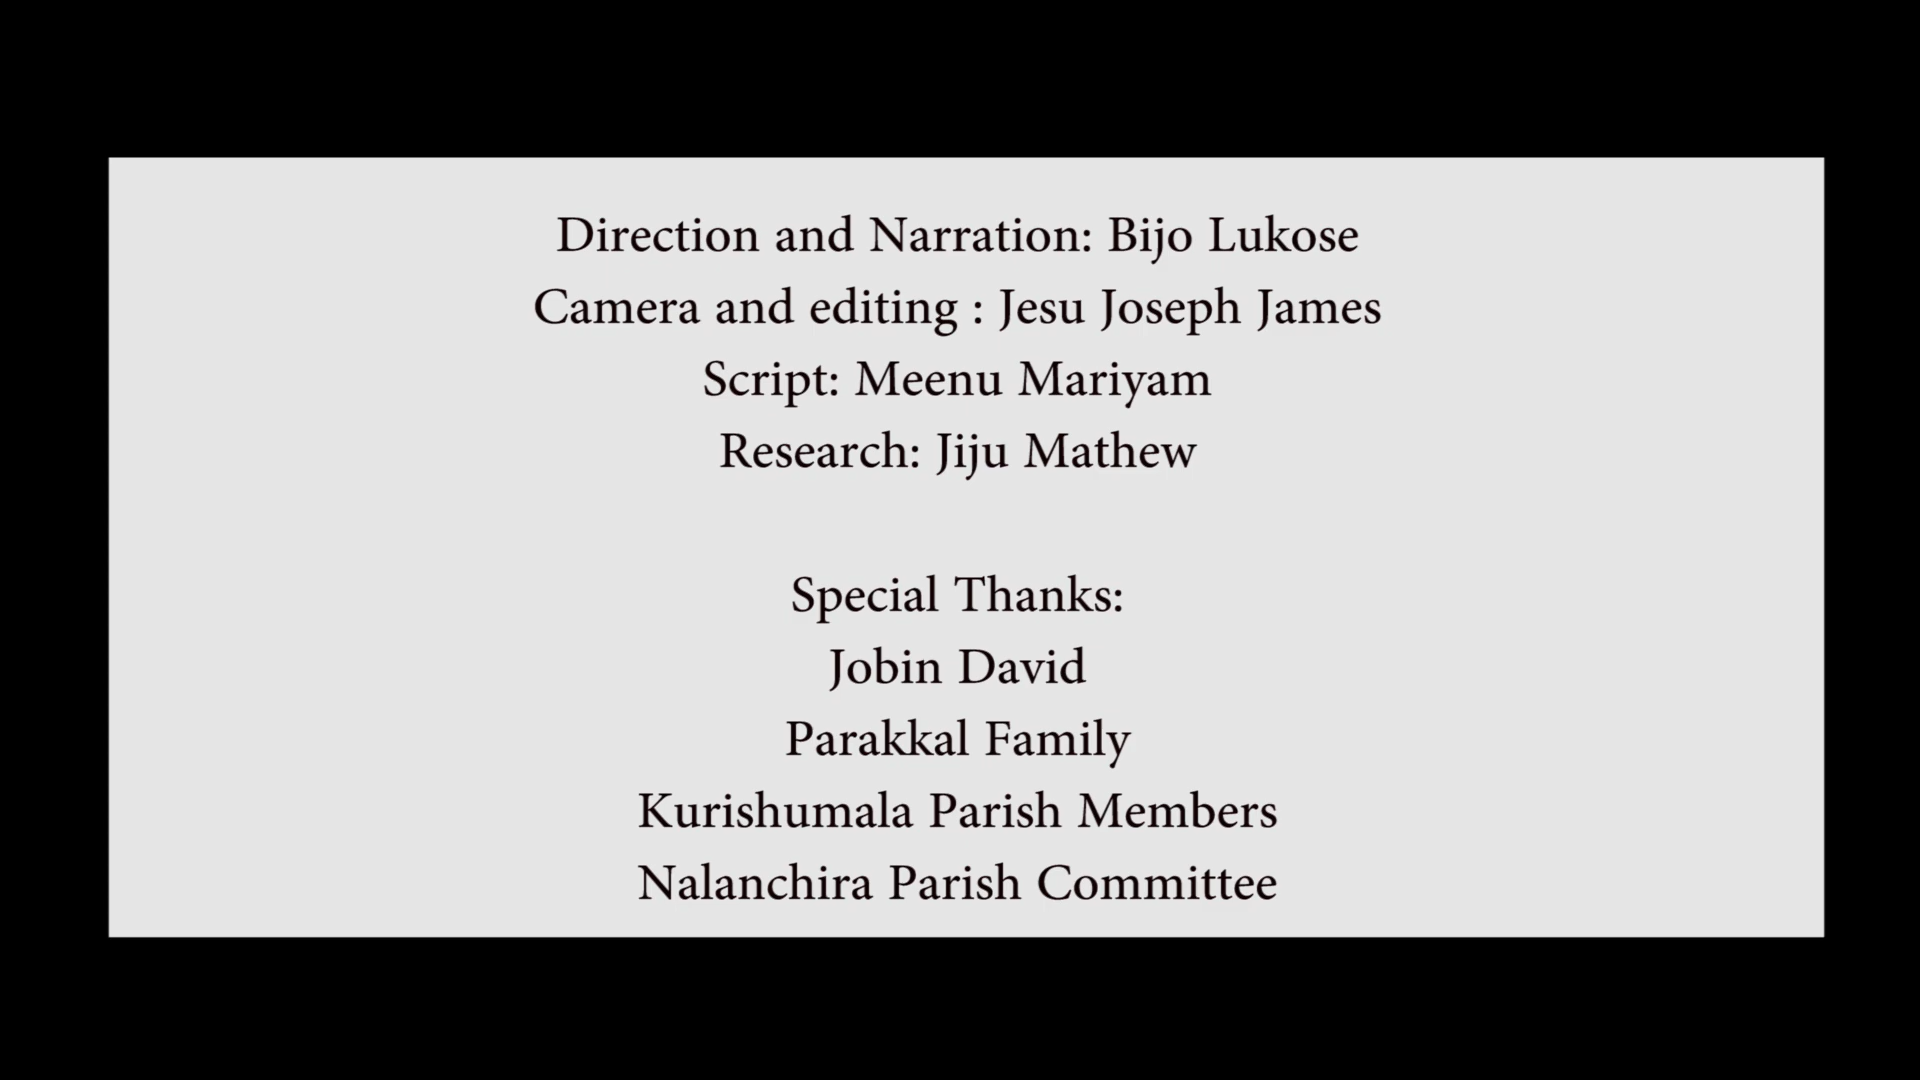 Direction and Narration: Bijo Lukose
Camera and editing : Jesu Joseph James
Script: Meenu Mariyam
Research: Jiju Mathew
Special Thanks:
Jobin David
Parakkal Family
Kurishumala Parish Members
Nalanchira Parish Committee